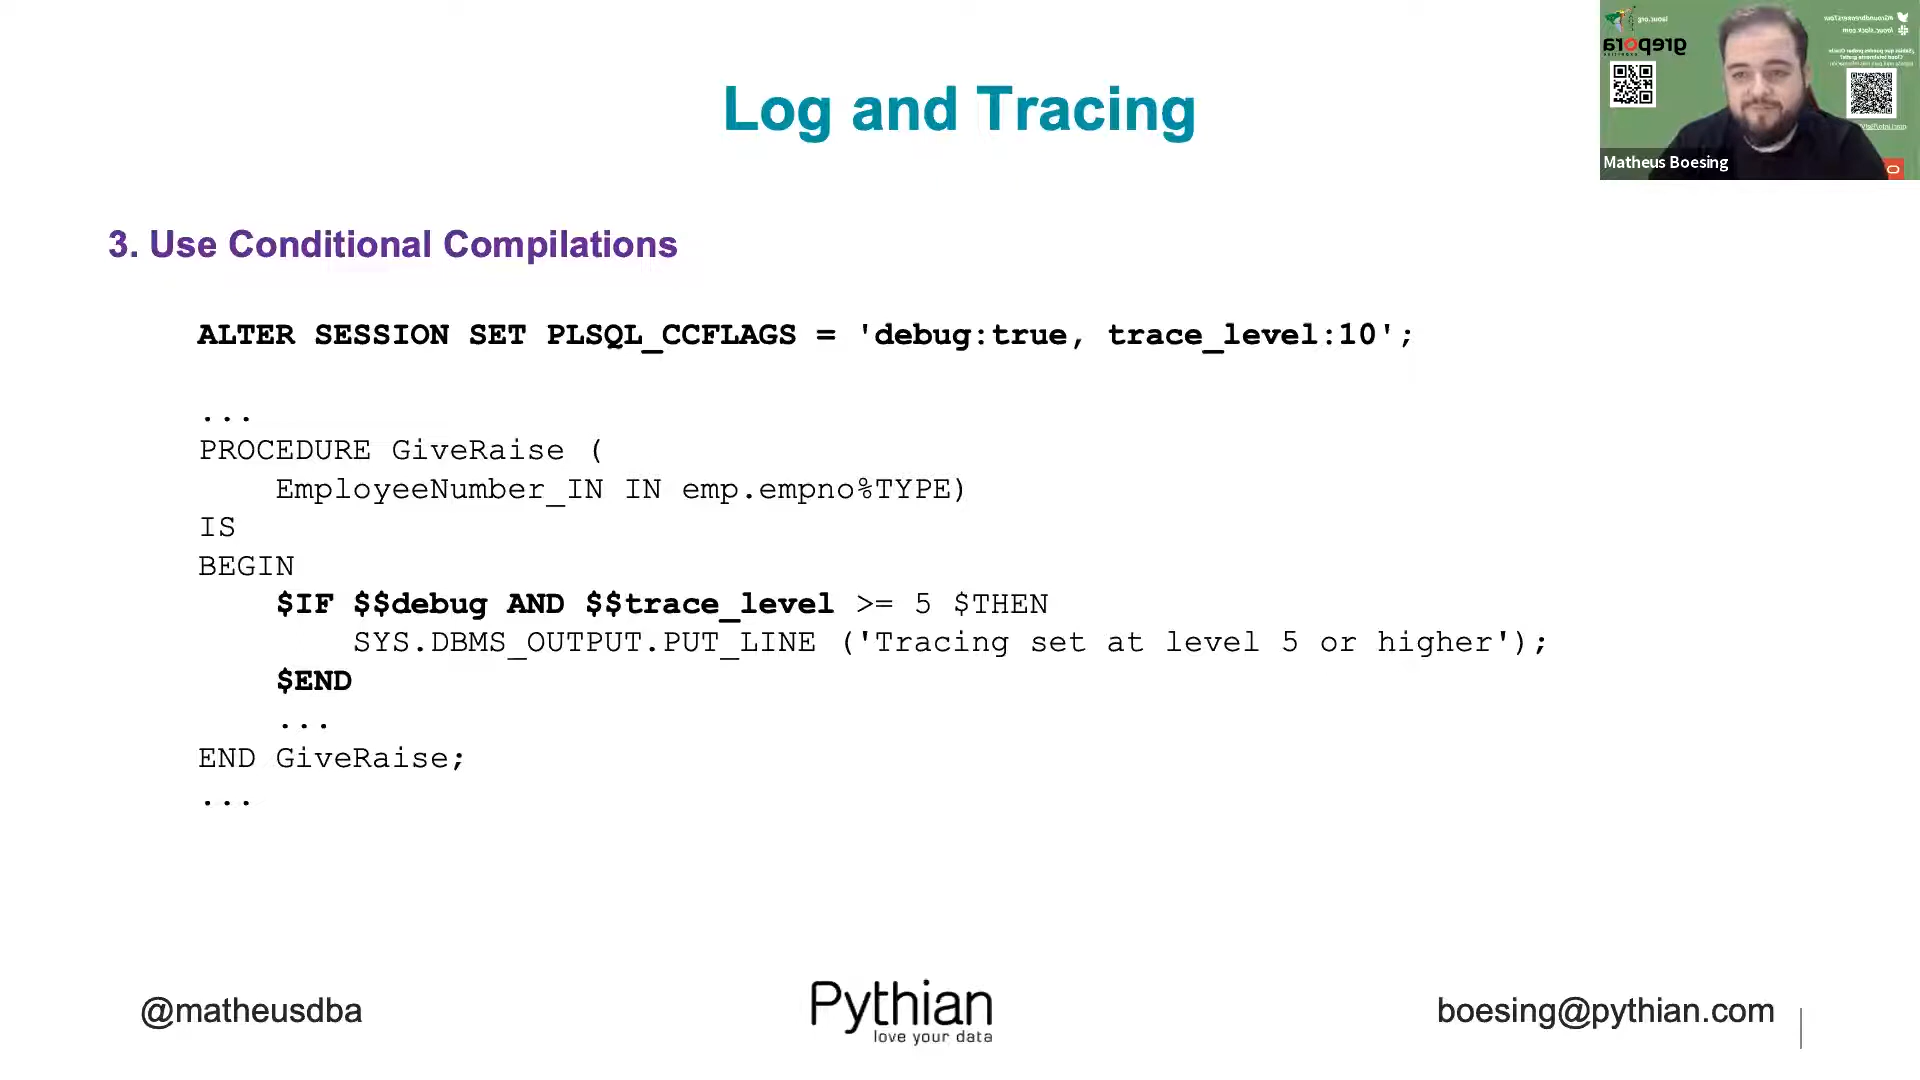 Log and Tracing
3. Use Conditional Compilations
ALTER SESSION SET PLSQL_CCFLAGS = 'debug:true, trace_level:10';
...
PROCEDURE GiveRaise (
EmployeeNumber_IN IN emp.empno%TYPE)
IS
BEGIN
$IF $$debug AND $$trace_level >= 5 $THEN
SYS.DBMS_OUTPUT.PUT_LINE ('Tracing set at level 5 or higher');
$END
...
END GiveRaise;
...
@matheusdba
Pythian
love your data
boesing@pythian.com
grepora
Matheus Boesing